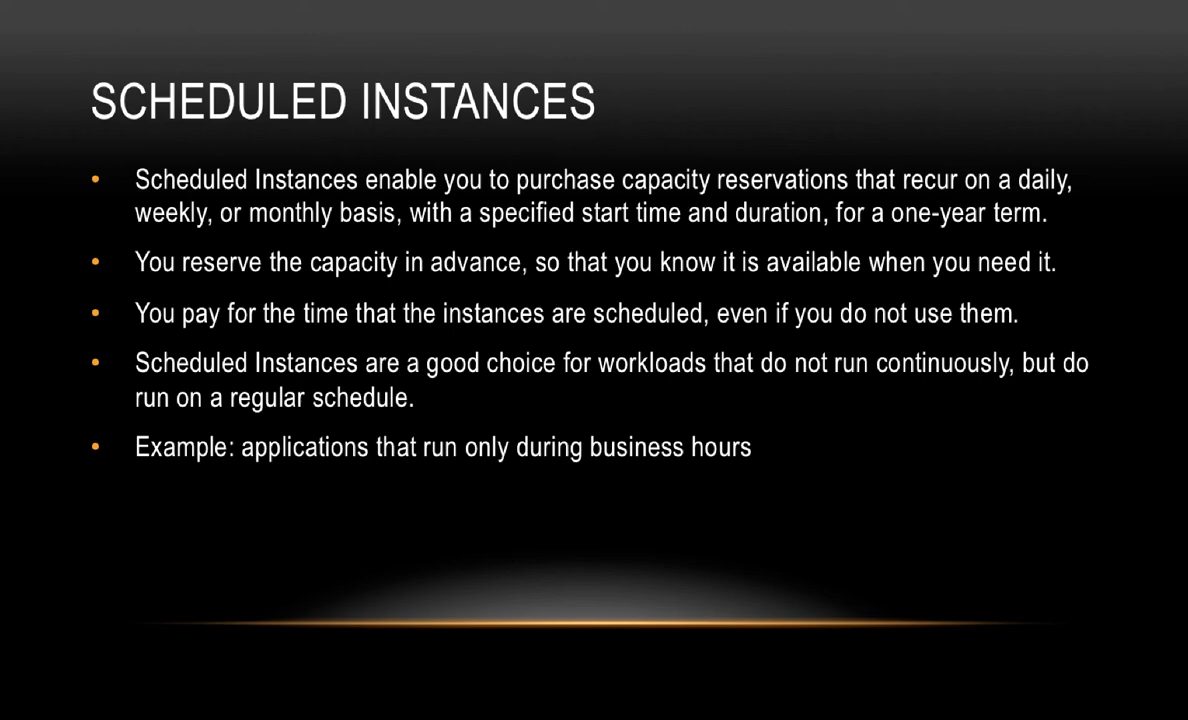 SCHEDULED INSTANCES
• Scheduled Instances enable you to purchase capacity reservations that recur on a daily,
weekly, or monthly basis, with a specified start time and duration, for a one-year term.
• You reserve the capacity in advance, so that you know it is available when you need it.
• You pay for the time that the instances are scheduled, even if you do not use them.
• Scheduled Instances are a good choice for workloads that do not run continuously, but do
run on a regular schedule.
• Example: applications that run only during business hours